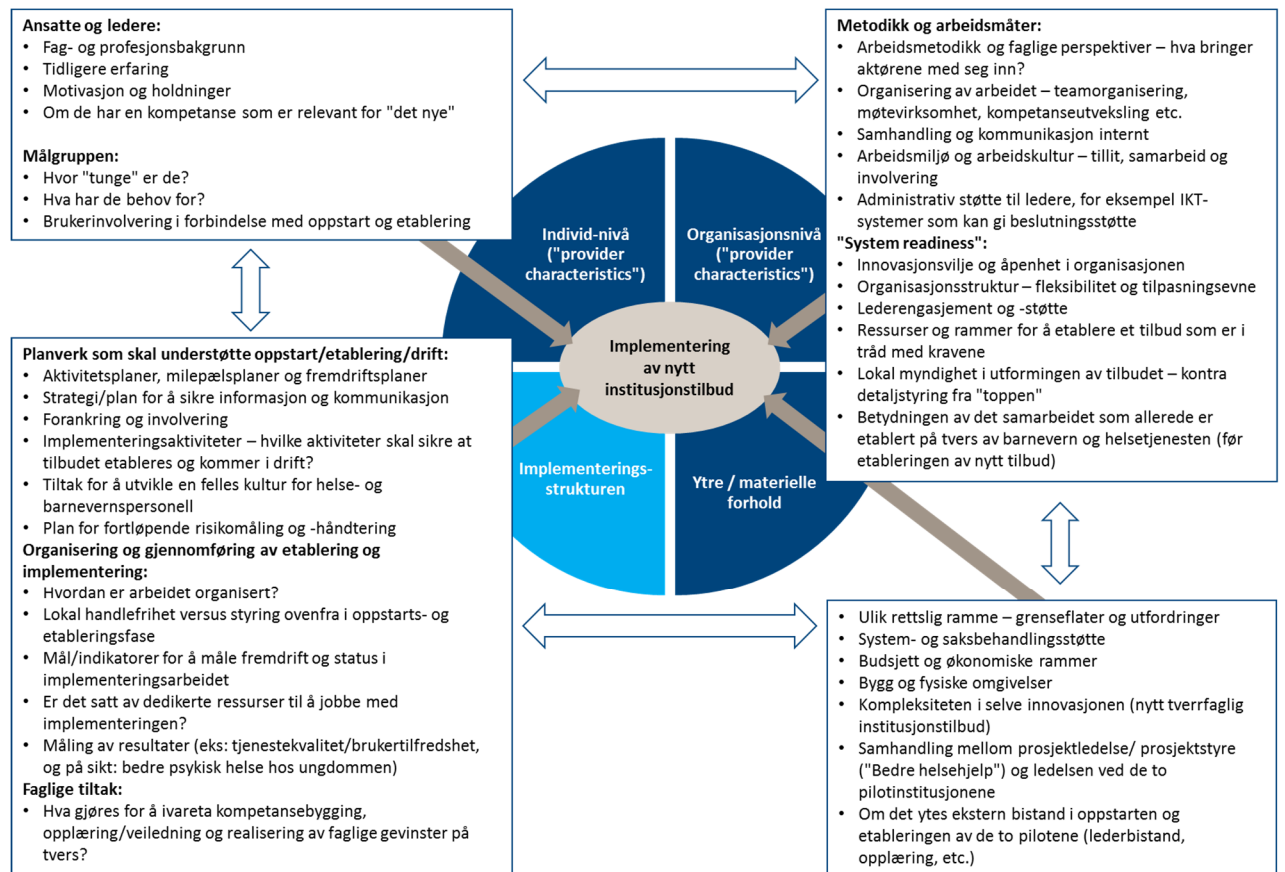 Ansatte og ledere:
• Fag- og profesjonsbakgrunn
• Tidligere erfaring
• Motivasjon og holdninger
• Om de har en kompetanse som er relevant for "det nye"
Målgruppen:
• Hvor "tunge" er de?
• Hva har de behov for?
• Brukerinvolvering i forbindelse med oppstart og etablering
Metodikk og arbeidsmåter:
• Arbeidsmetodikk og faglige perspektiver – hva bringer
aktørene med seg inn?
• Organisering av arbeidet – teamorganisering,
møtevirksomhet, kompetanseutveksling etc.
• Samhandling og kommunikasjon internt
• Arbeidsmiljø og arbeidskultur – tillit, samarbeid og
involvering
• Administrativ støtte til ledere, for eksempel IKT-
systemer som kan gi beslutningsstøtte
"System readiness":
• Innovasjonsvilje og åpenhet i organisasjonen
• Organisasjonsstruktur – fleksibilitet og tilpasningsevne
• Lederengasjement og -støtte
• Ressurser og rammer for å etablere et tilbud som er i
tråd med kravene
• Lokal myndighet i utformingen av tilbudet – kontra
detaljstyring fra "toppen"
• Betydningen av det samarbeidet som allerede er
etablert på tvers av barnevern og helsetjenesten (før
etableringen av nytt tilbud)
Individ-nivå
("provider
characteristics")
Organisasjonsnivå
("provider
characteristics")
Implementering
av nytt
institusjonstilbud
Implementerings-
strukturen
Ytre / materielle
forhold
Planverk som skal understøtte oppstart/etablering/drift:
• Aktivitetsplaner, milepælsplaner og fremdriftsplaner
• Strategi/plan for å sikre informasjon og kommunikasjon
• Forankring og involvering
• Implementeringsaktiviteter – hvilke aktiviteter skal sikre at
tilbudet etableres og kommer i drift?
• Tiltak for å utvikle en felles kultur for helse- og
barnevernspersonell
• Plan for fortløpende risikomåling og -håndtering
Organisering og gjennomføring av etablering og
implementering:
• Hvordan er arbeidet organisert?
• Lokal handlefrihet versus styring ovenfra i oppstarts- og
etableringsfase
• Mål/indikatorer for å måle fremdrift og status i
implementeringsarbeidet
• Er det satt av dedikerte ressurser til å jobbe med
implementeringen?
• Måling av resultater (eks: tjenestekvalitet/brukertilfredshet,
og på sikt: bedre psykisk helse hos ungdommen)
Faglige tiltak:
• Hva gjøres for å ivareta kompetansebygging,
opplæring/veiledning og realisering av faglige gevinster på
tvers?
• Ulik rettslig ramme – grenseflater og utfordringer
• System- og saksbehandlingsstøtte
• Budsjett og økonomiske rammer
• Bygg og fysiske omgivelser
• Kompleksiteten i selve innovasjonen (nytt tverrfaglig
institusjonstilbud)
• Samhandling mellom prosjektledelse/ prosjektstyre
("Bedre helsehjelp") og ledelsen ved de to
pilotinstitusjonene
• Om det ytes ekstern bistand i oppstarten og
etableringen av de to pilotene (lederbistand,
opplæring, etc.)